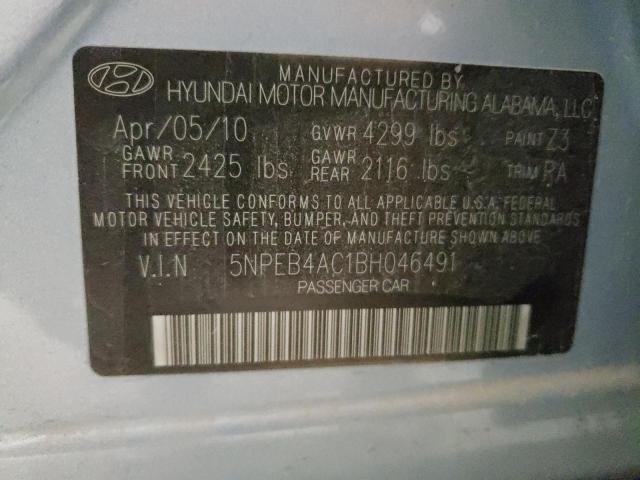 MANUFACTURED BY
HYUNDAI MOTOR MANUFACTURING ALABAMA, LLC
Apr/05/10 GVWR 4299 lbs PAINT Z3
GAWR FRONT 2425 lbs GAWR REAR 2116 lbs TRIM RA
THIS VEHICLE CONFORMS TO ALL APPLICABLE U.S.A. FEDERAL
MOTOR VEHICLE SAFETY, BUMPER, AND THEFT PREVENTION STANDARDS
IN EFFECT ON THE DATE OF MANUFACTURE SHOWN ABOVE.
V.I.N 5NPEB4AC1BH046491
PASSENGER CAR